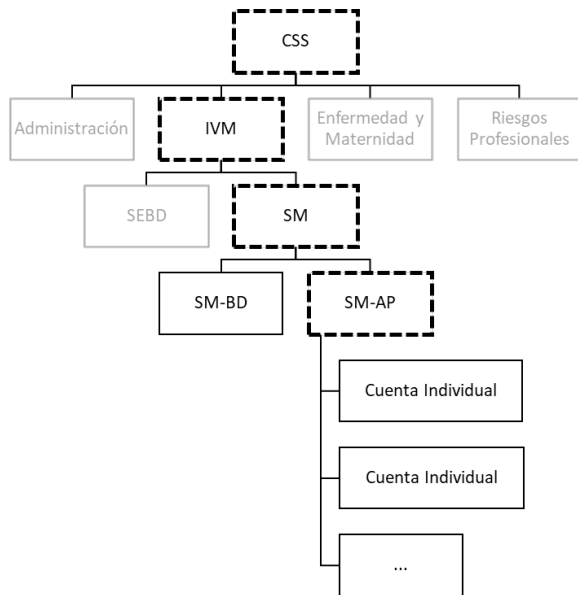 CSS
Administración
IVM
Enfermedad y
Maternidad
Riesgos
Profesionales
SEBD
SM
SM-BD
SM-AP
Cuenta Individual
Cuenta Individual
...